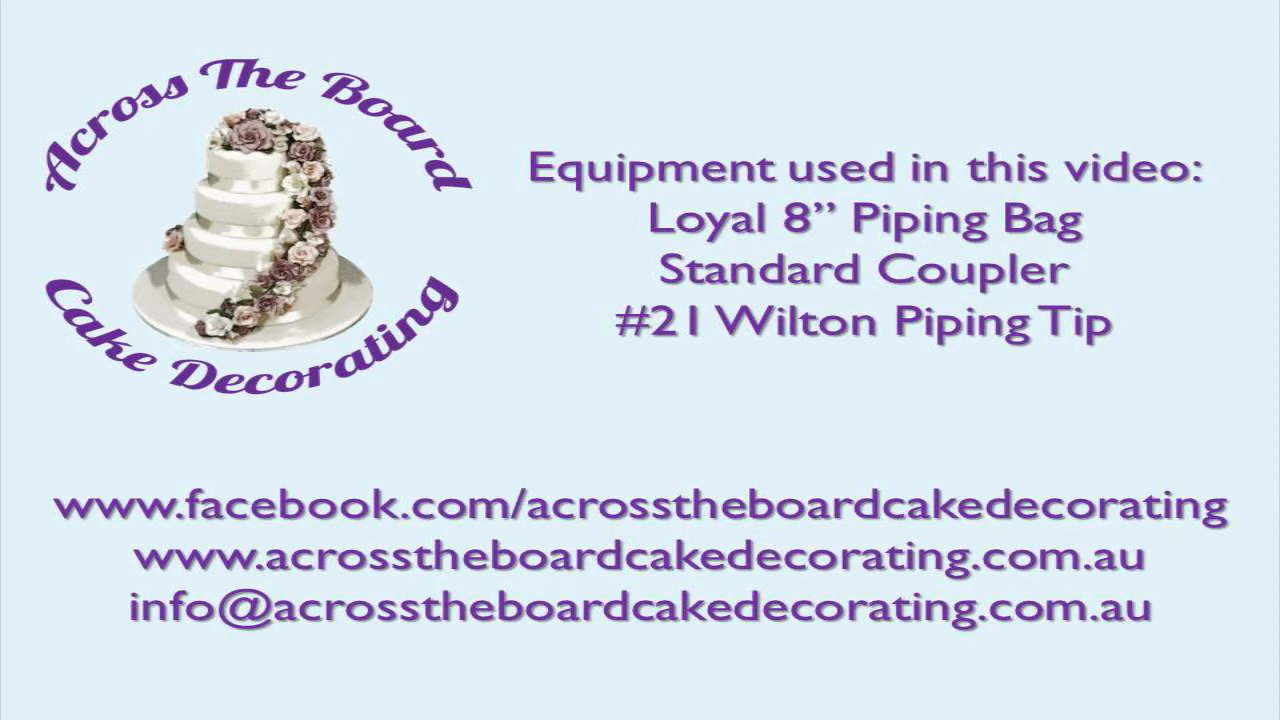 Across The Board
Cake Decorating
Equipment used in this video:
Loyal 8” Piping Bag
Standard Coupler
#21 Wilton Piping Tip
www.facebook.com/acrosstheboardcakedecorating
www.acrosstheboardcakedecorating.com.au
info@acrosstheboardcakedecorating.com.au